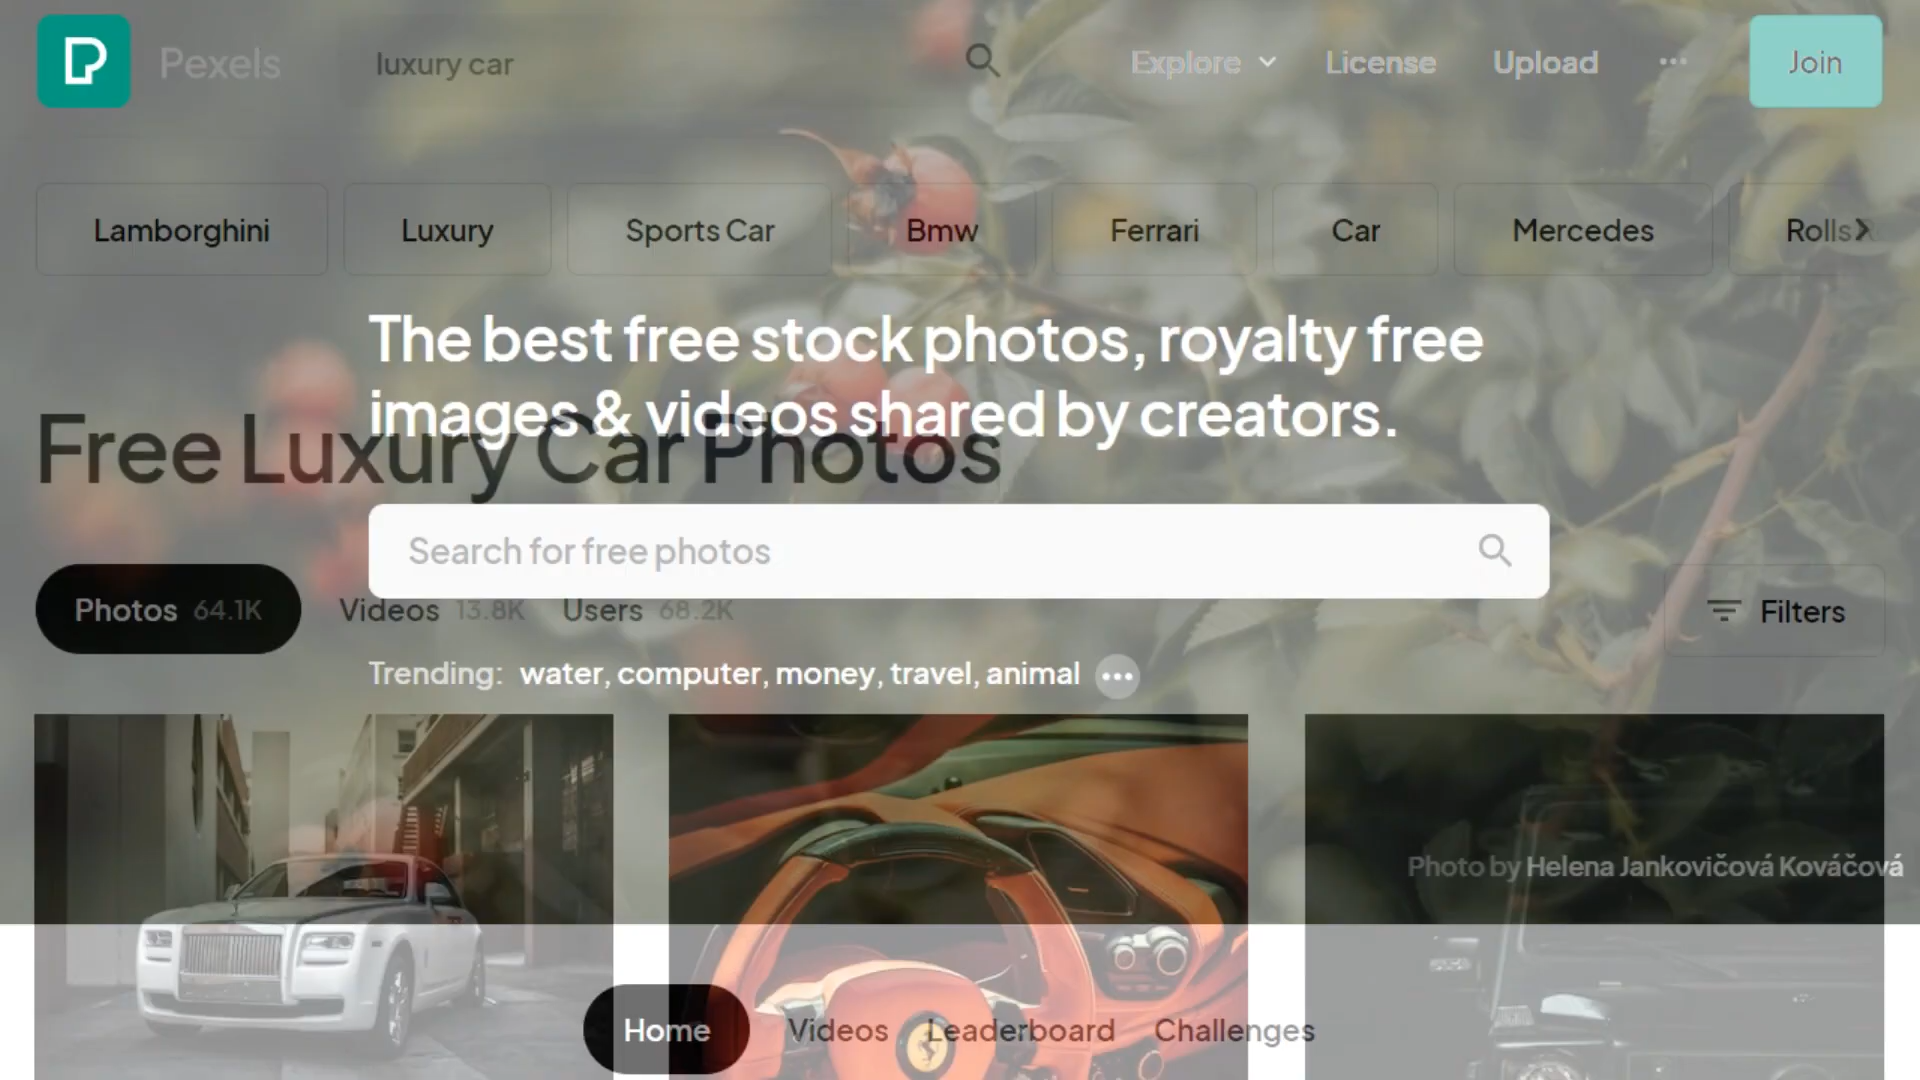 Pexels
luxury car
Explore
License
Upload
Join
Lamborghini
Luxury
Sports Car
Bmw
Ferrari
Car
Mercedes
Rolls
The best free stock photos, royalty free
images & videos shared by creators.
Free Luxury Car Photos
Search for free photos
Photos 64.1K
Videos 13.8K
Users 68.2K
Filters
Trending: water, computer, money, travel, animal
Photo by Helena Jankovičová Kováčová
Home
Videos
Leaderboard
Challenges